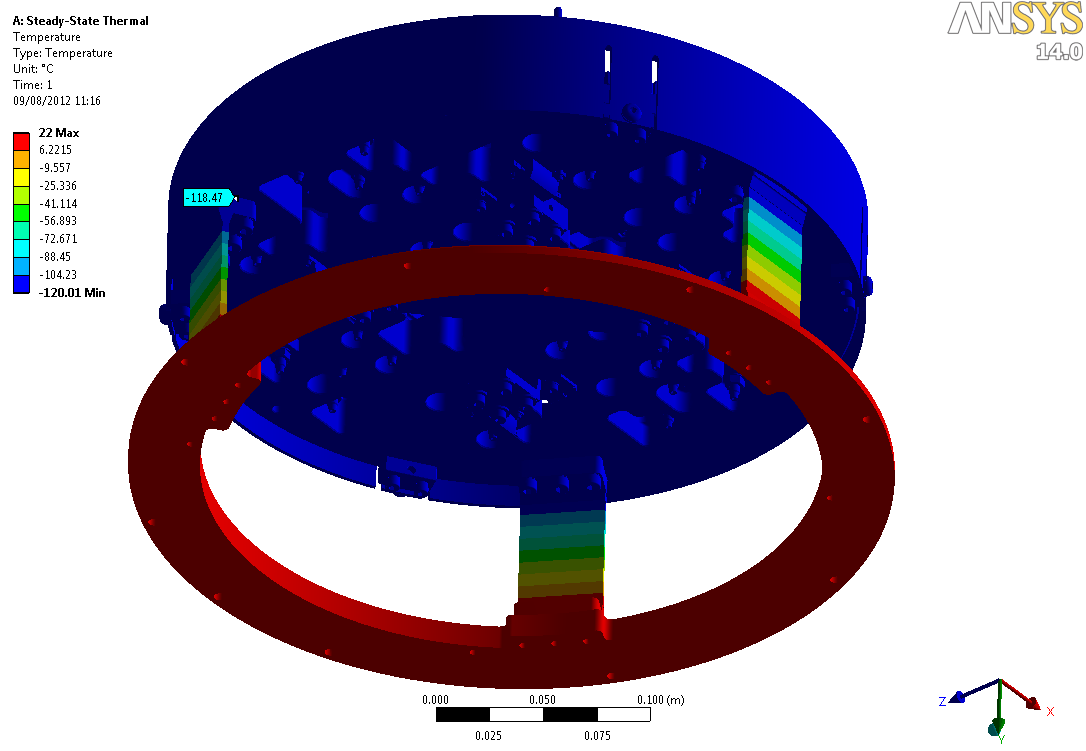 A: Steady-State Thermal
Temperature
Type: Temperature
Unit: °C
Time: 1
09/08/2012 11:16
22 Max
6.2215
-9.557
-25.336
-41.114
-56.893
-72.671
-88.45
-104.23
-120.01 Min
ANSYS
14.0
-118.47
0.000 0.050 0.100 (m)
0.025 0.075
Z X
Y